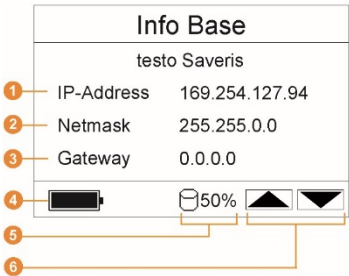 Info Base
testo Saveris
1 IP-Address 169.254.127.94
2 Netmask 255.255.0.0
3 Gateway 0.0.0.0
4 50%
5
6